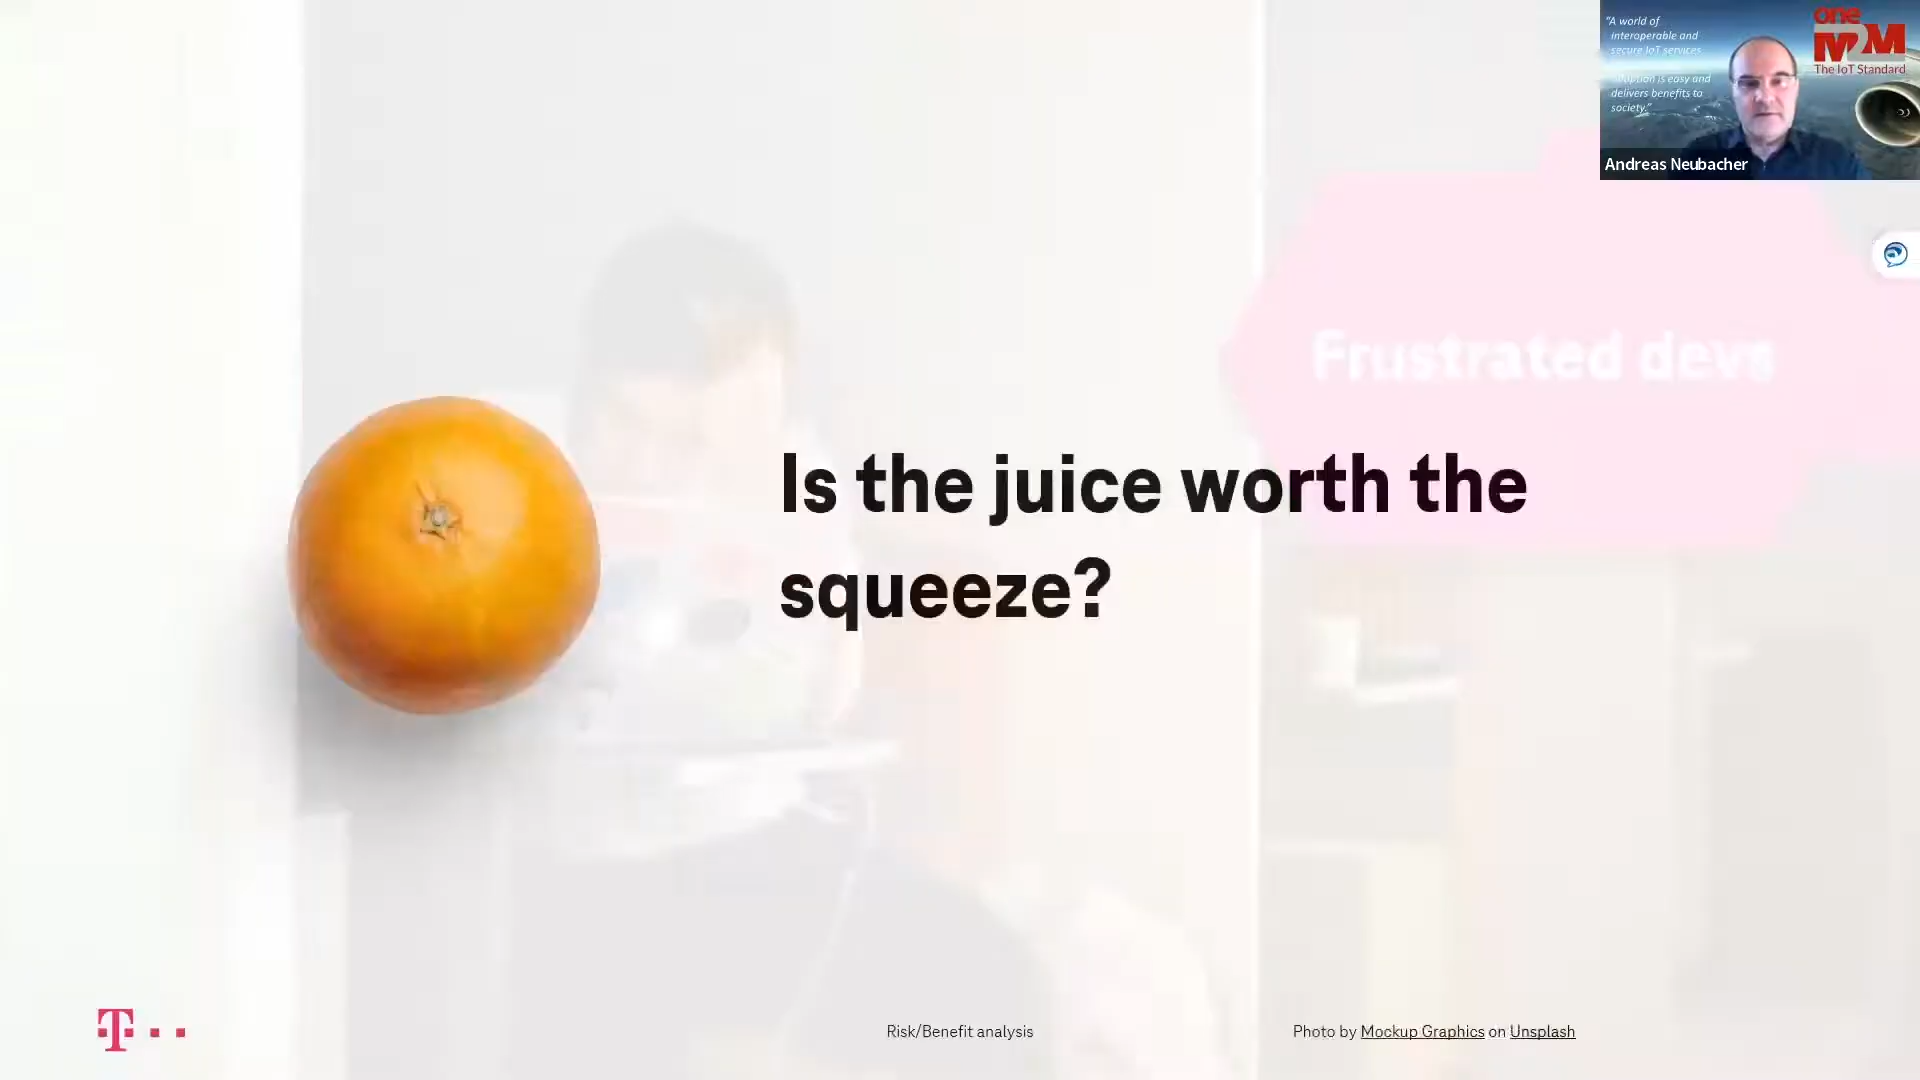 "A world of
interoperable and
secure IoT services
adoption is easy and
delivers benefits to
society."
one
M2M
The IoT Standard
Andreas Neubacher
Frustrated devs
Is the juice worth the
squeeze?
T
Risk/Benefit analysis
Photo by Mockup Graphics on Unsplash